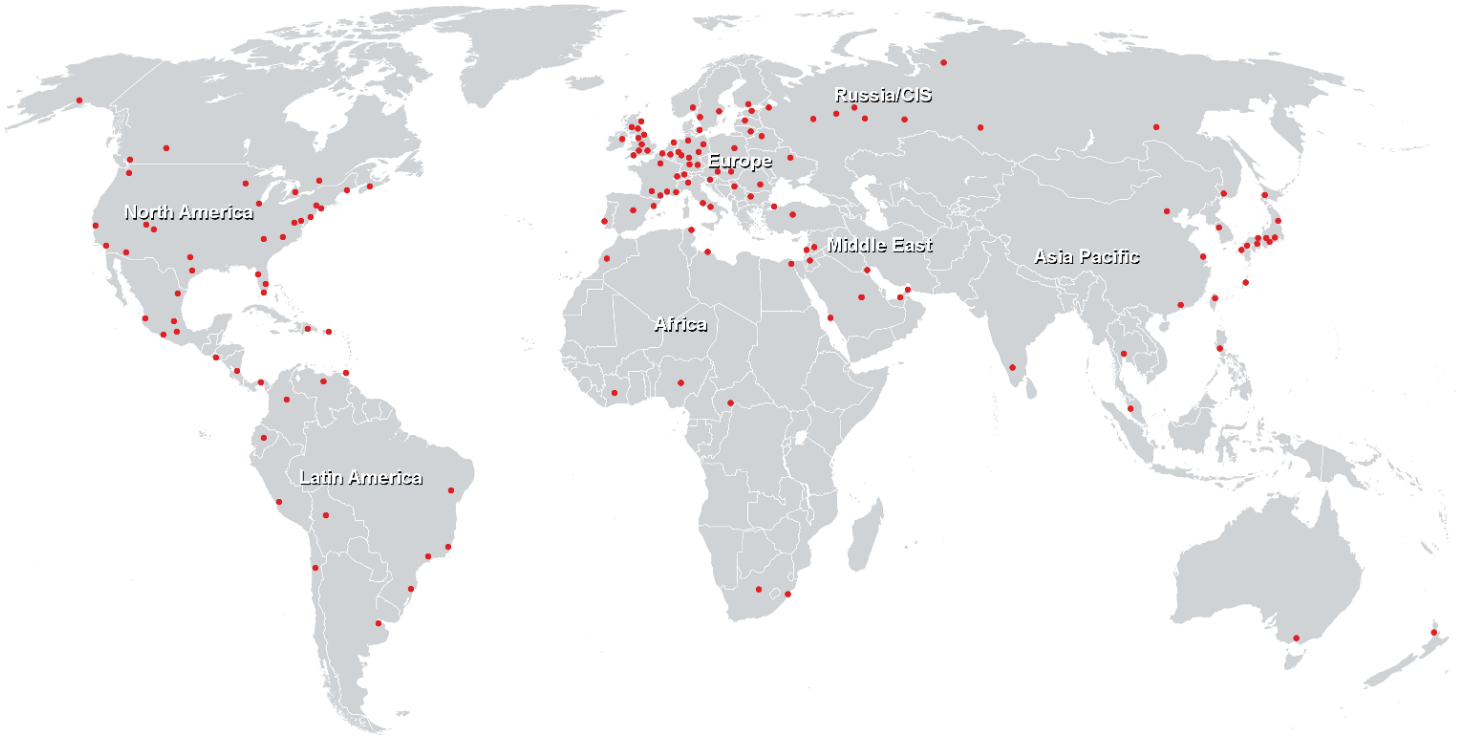 Russia/CIS
Europe
North America
Middle East
Asia Pacific
Africa
Latin America